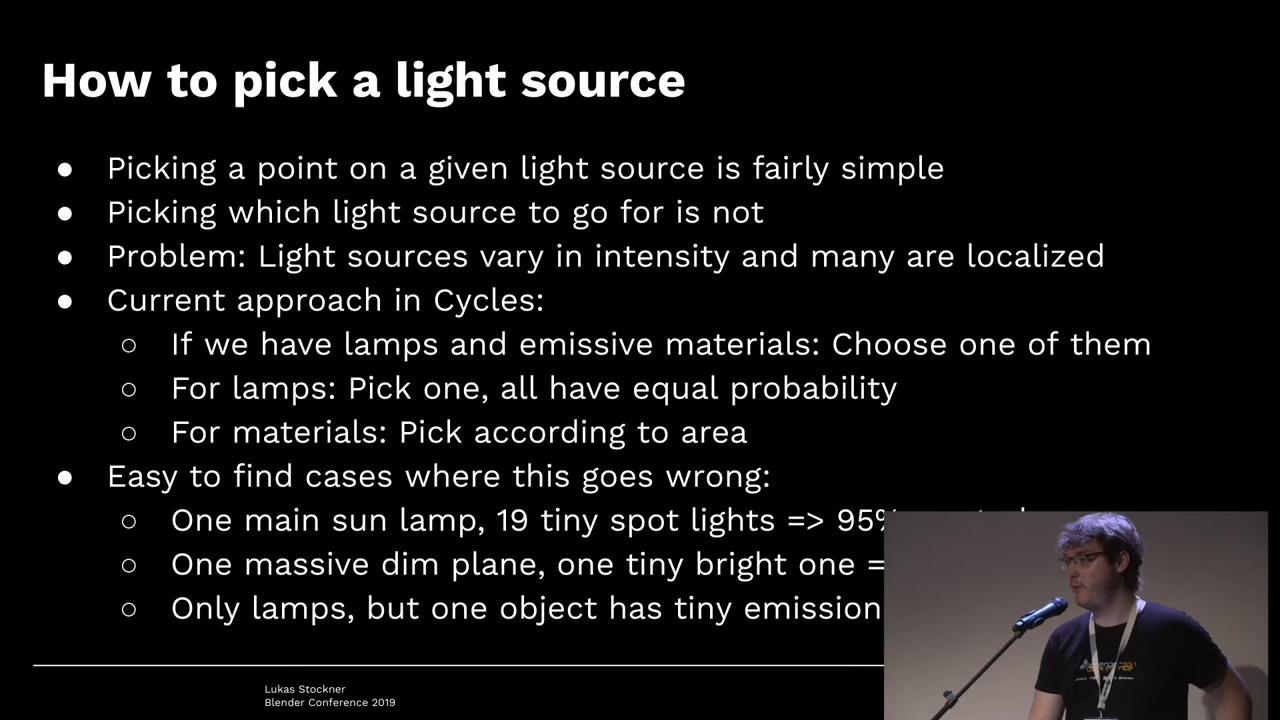 How to pick a light source
● Picking a point on a given light source is fairly simple
● Picking which light source to go for is not
● Problem: Light sources vary in intensity and many are localized
● Current approach in Cycles:
○ If we have lamps and emissive materials: Choose one of them
○ For lamps: Pick one, all have equal probability
○ For materials: Pick according to area
● Easy to find cases where this goes wrong:
○ One main sun lamp, 19 tiny spot lights => 95%
○ One massive dim plane, one tiny bright one =
○ Only lamps, but one object has tiny emission
Lukas Stockner
Blender Conference 2019